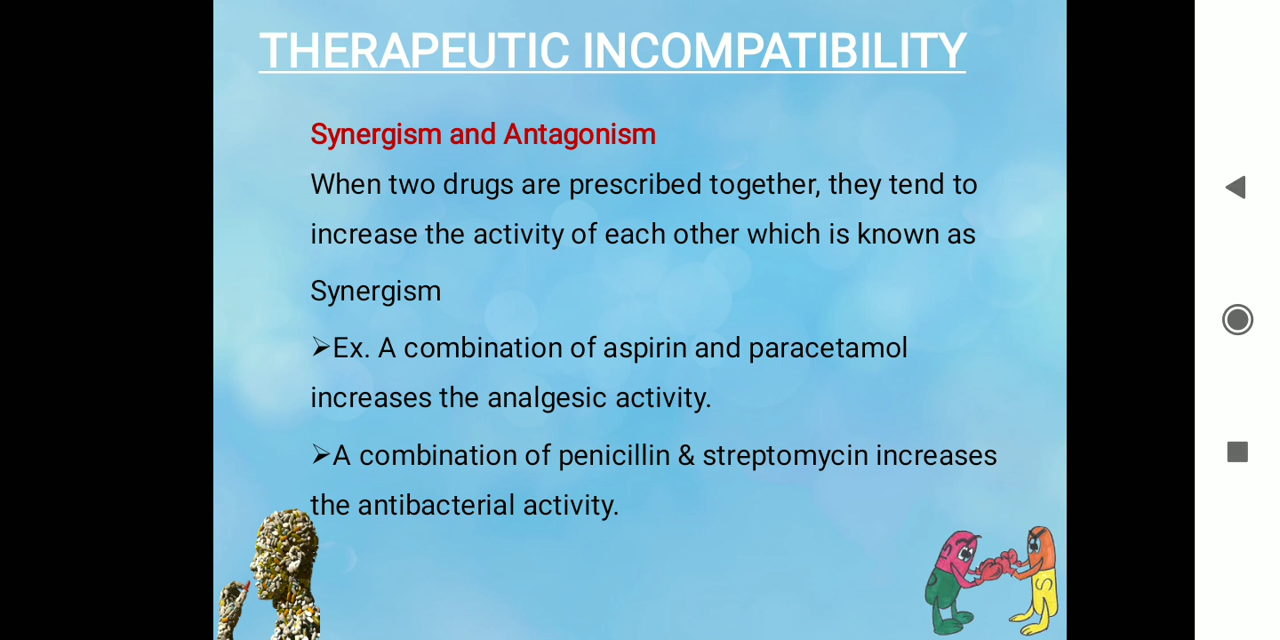 THERAPEUTIC INCOMPATIBILITY
Synergism and Antagonism
When two drugs are prescribed together, they tend to
increase the activity of each other which is known as
Synergism
➢Ex. A combination of aspirin and paracetamol
increases the analgesic activity.
➢A combination of penicillin & streptomycin increases
the antibacterial activity.